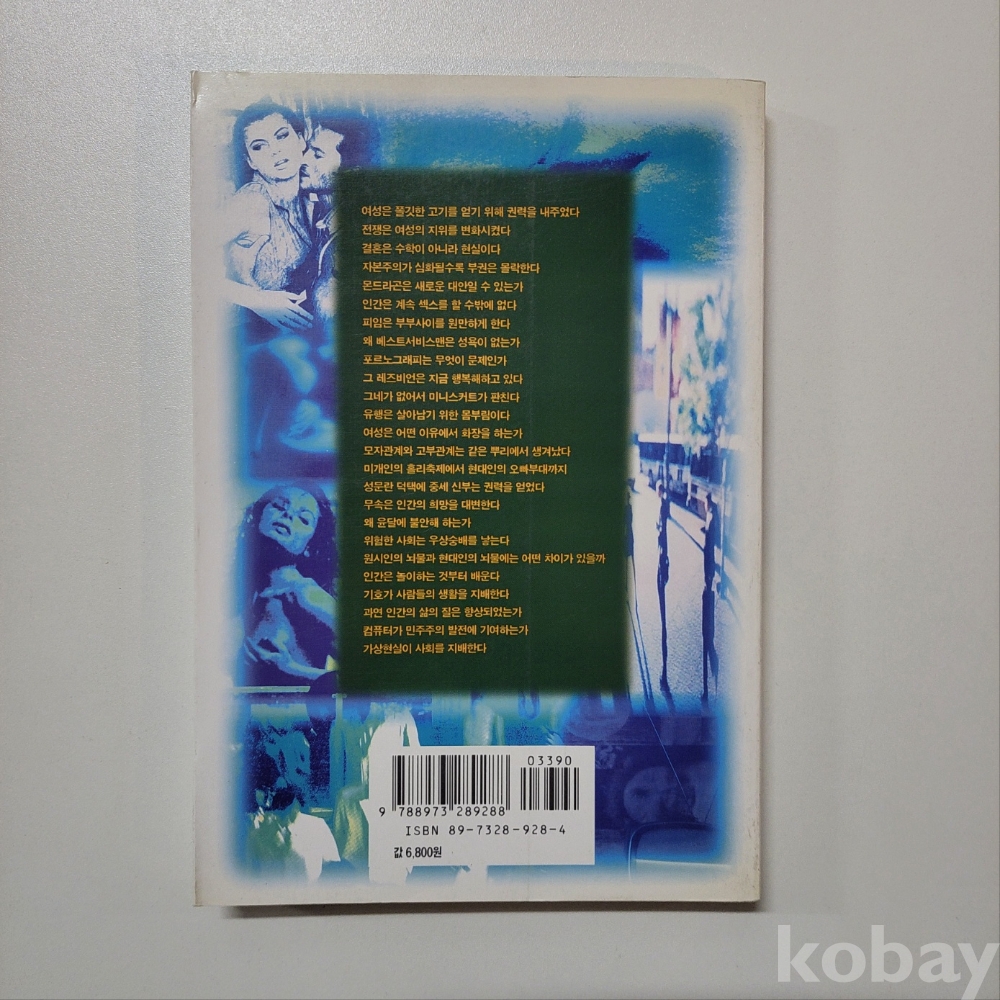 여성은 쫄깃한 고기를 얻기 위해 권력을 내주었다
전쟁은 여성의 지위를 변화시켰다
결혼은 수학이 아니라 현실이다
자본주의가 심화될수록 부권은 몰락한다
몬드라곤은 새로운 대안일 수 있는가
인간은 계속 섹스를 할 수밖에 없다
피임은 부부사이를 원만하게 한다
왜 베스트서비스맨은 성욕이 없는가
포르노그래피는 무엇이 문제인가
그 레즈비언은 지금 행복해하고 있다
그네가 없어서 미니스커트가 판친다
유행은 살아남기 위한 몸부림이다
여성은 어떤 이유에서 화장을 하는가
모자관계와 고부관계는 같은 뿌리에서 생겨났다
미개인의 홀리축제에서 현대인의 오빠부대까지
성문란 덕택에 중세 신부는 권력을 얻었다
무속은 인간의 희망을 대변한다
왜 윤달에 불안해 하는가
위험한 사회는 우상숭배를 낳는다
원시인의 뇌물과 현대인의 뇌물에는 어떤 차이가 있을까
인간은 놀이하는 것부터 배운다
기호가 사람들의 생활을 지배한다
과연 인간의 삶의 질은 향상되었는가
컴퓨터가 민주주의 발전에 기여하는가
가상현실이 사회를 지배한다
03390
9 788973 289288
ISBN 89-7328-928-4
값 6,800원
kobay